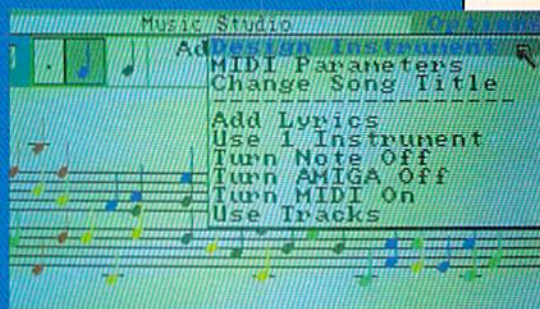 Music Studio
Options
Ad
Design Instrument
MIDI Parameters
Change Song Title
--------------------
Add Lyrics
Use 1 Instrument
Turn Note Off
Turn AMIGA Off
Turn MIDI On
Use Tracks